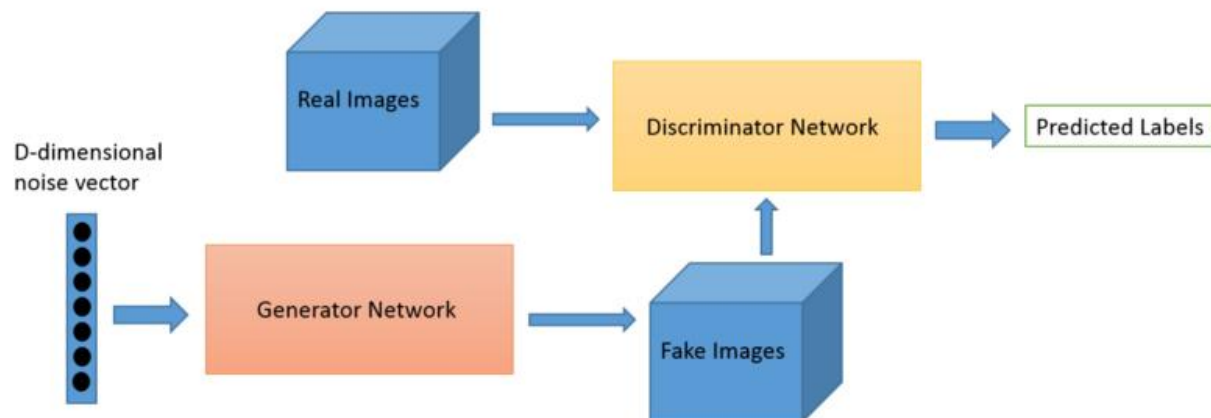 Real Images
Discriminator Network
Predicted Labels
D-dimensional
noise vector
Generator Network
Fake Images